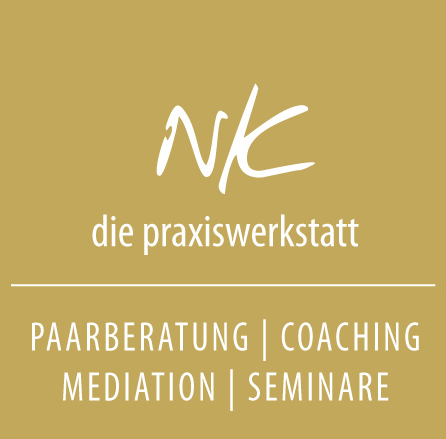 NK
die praxiswerkstatt
PAARBERATUNG | COACHING
MEDIATION | SEMINARE